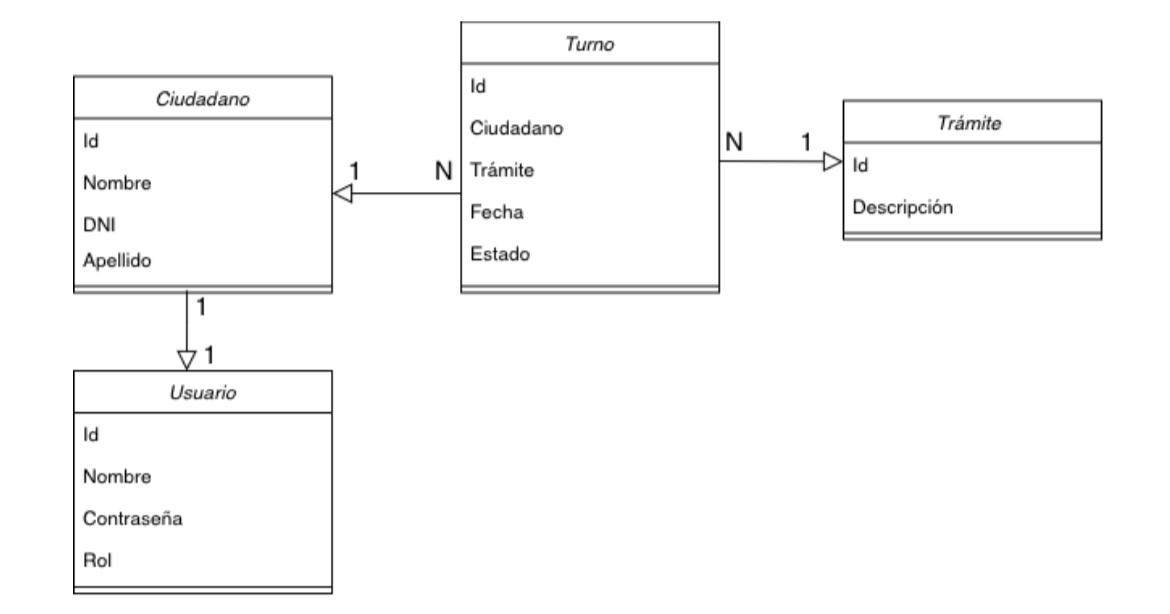 Turno
Id
Ciudadano
Trámite
Fecha
Estado
Ciudadano
Id
Nombre
DNI
Apellido
1
N
N
1
Trámite
Id
Descripción
1
1
Usuario
Id
Nombre
Contraseña
Rol